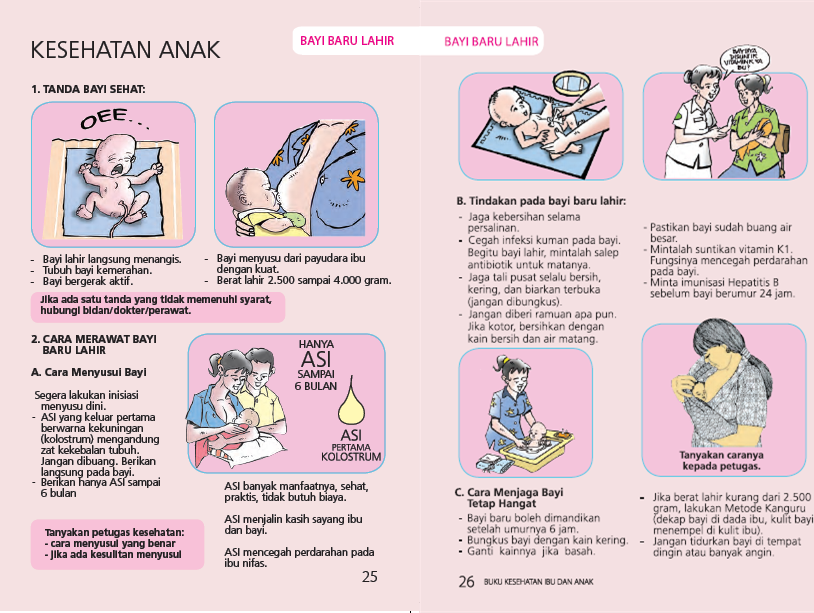 KESEHATAN ANAK
BAYI BARU LAHIR
1. TANDA BAYI SEHAT:
OEE...
- Bayi lahir langsung menangis.
- Tubuh bayi kemerahan.
- Bayi bergerak aktif.
- Bayi menyusu dari payudara ibu
dengan kuat.
- Berat lahir 2.500 sampai 4.000 gram.
Jika ada satu tanda yang tidak memenuhi syarat,
hubungi bidan/dokter/perawat.
2. CARA MERAWAT BAYI
BARU LAHIR
A. Cara Menyusui Bayi
Segera lakukan inisiasi
menyusu dini.
- ASI yang keluar pertama
berwarna kekuningan
(kolostrum) mengandung
zat kekebalan tubuh.
Jangan dibuang. Berikan
langsung pada bayi.
- Berikan hanya ASI sampai
6 bulan
Tanyakan petugas kesehatan:
- cara menyusui yang benar
- jika ada kesulitan menyusui
HANYA
ASI
SAMPAI
6 BULAN
ASI
PERTAMA
KOLOSTRUM
ASI banyak manfaatnya, sehat,
praktis, tidak butuh biaya.
ASI menjalin kasih sayang ibu
dan bayi.
ASI mencegah perdarahan pada
ibu nifas.
25
BAYI BARU LAHIR
BAYINYA
DISUNTIK
VITAMIN K YA
BU?
B. Tindakan pada bayi baru lahir:
- Jaga kebersihan selama
persalinan.
- Cegah infeksi kuman pada bayi.
Begitu bayi lahir, mintalah salep
antibiotik untuk matanya.
- Jaga tali pusat selalu bersih,
kering, dan biarkan terbuka
(jangan dibungkus).
- Jangan diberi ramuan apa pun.
Jika kotor, bersihkan dengan
kain bersih dan air matang.
- Pastikan bayi sudah buang air
besar.
- Mintalah suntikan vitamin K1.
Fungsinya mencegah perdarahan
pada bayi.
- Minta imunisasi Hepatitis B
sebelum bayi berumur 24 jam.
Tanyakan caranya
kepada petugas.
C. Cara Menjaga Bayi
Tetap Hangat
- Bayi baru boleh dimandikan
setelah umurnya 6 jam.
- Bungkus bayi dengan kain kering.
- Ganti kainnya jika basah.
- Jika berat lahir kurang dari 2.500
gram, lakukan Metode Kanguru
(dekap bayi di dada ibu, kulit bayi
menempel di kulit ibu).
- Jangan tidurkan bayi di tempat
dingin atau banyak angin.
26 BUKU KESEHATAN IBU DAN ANAK